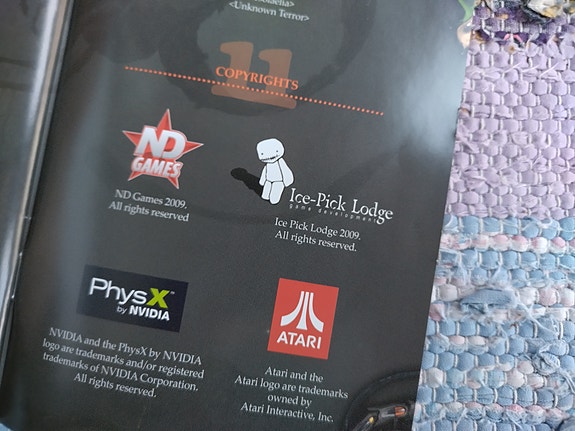 <Unknown Terror>
11
COPYRIGHTS
ND
GAMES
ND Games 2009.
All rights reserved
Ice-Pick Lodge
game development
Ice Pick Lodge 2009.
All rights reserved.
PhysX™
by NVIDIA
NVIDIA and the PhysX by NVIDIA
logo are trademarks and/or registered
trademarks of NVIDIA Corporation.
All rights reserved.
ATARI
Atari and the
Atari logo are trademarks
owned by
Atari Interactive, Inc.